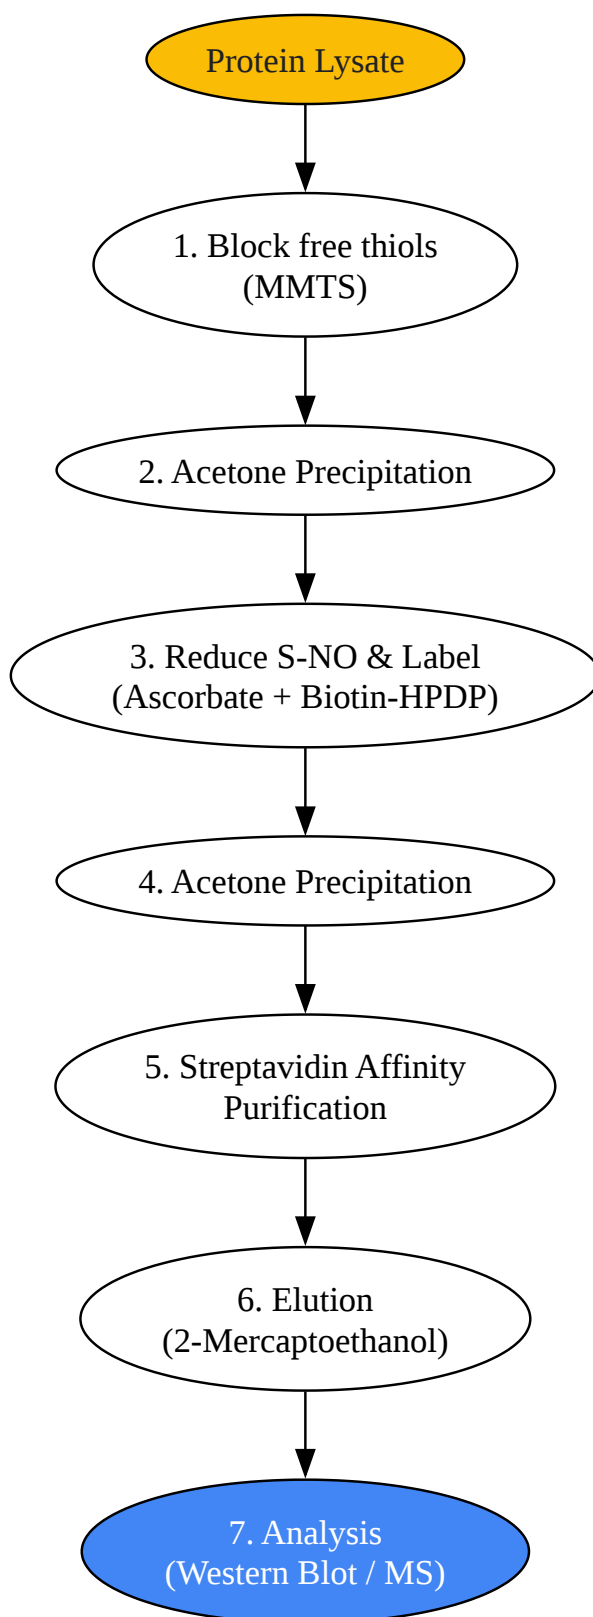 Protein Lysate
1. Block free thiols
(MMTS)
2. Acetone Precipitation
3. Reduce S-NO & Label
(Ascorbate + Biotin-HPDP)
4. Acetone Precipitation
5. Streptavidin Affinity
Purification
6. Elution
(2-Mercaptoethanol)
7. Analysis
(Western Blot / MS)